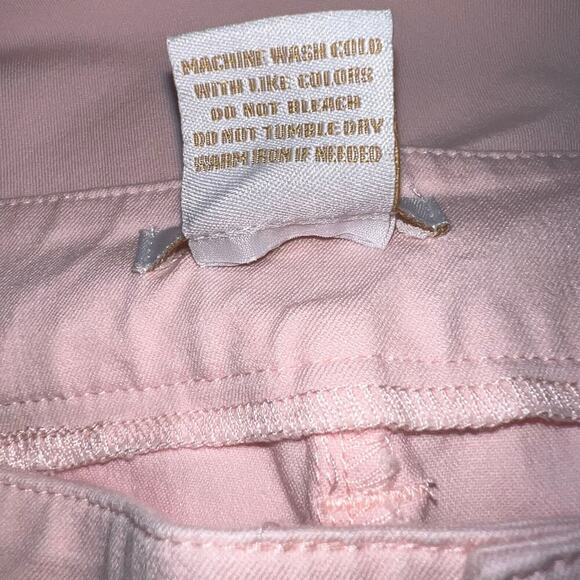 MACHINE WASH COLD
WITH LIKE COLORS
DO NOT BLEACH
DO NOT TUMBLE DRY
WARM IRON IF NEEDED